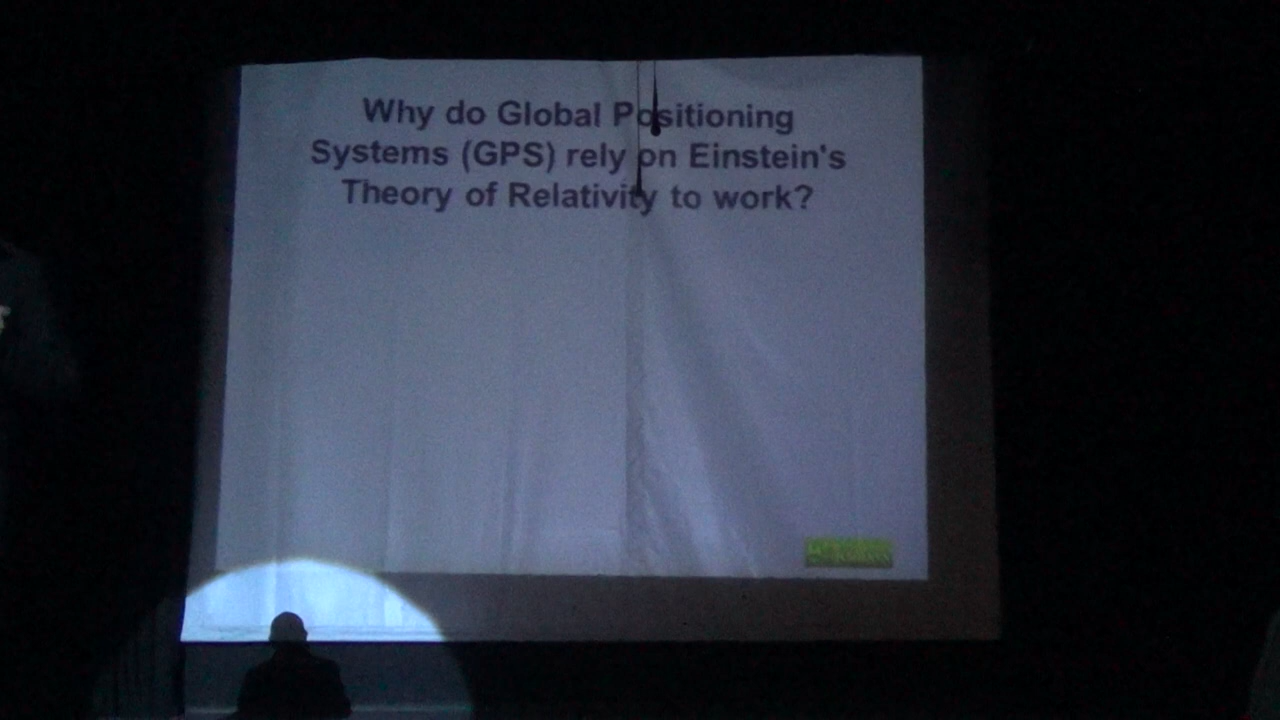 Why do Global Positioning
Systems (GPS) rely on Einstein's
Theory of Relativity to work?